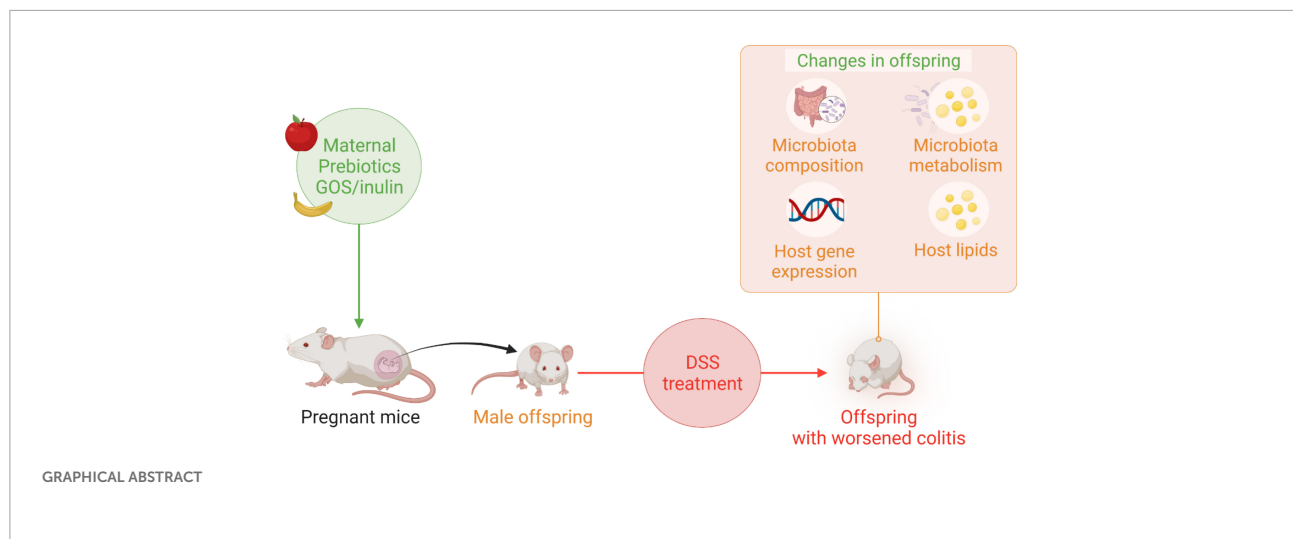 Changes in offspring
Microbiota
composition
Microbiota
metabolism
Host gene
expression
Host lipids
Maternal
Prebiotics
GOS/inulin
Pregnant mice
Male offspring
DSS
treatment
Offspring
with worsened colitis
GRAPHICAL ABSTRACT